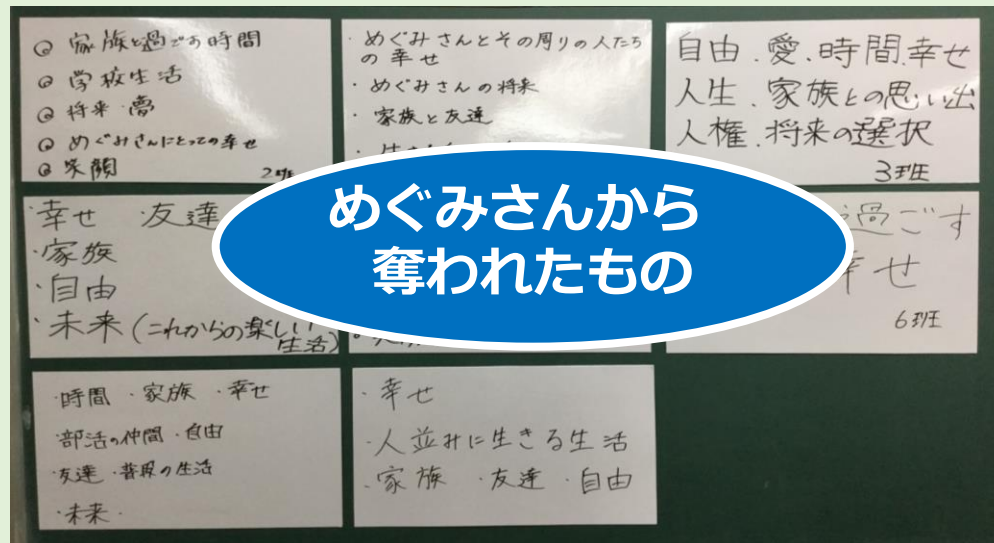 ◎ 家族と過ごす時間
◎ 学校生活
◎ 将来・夢
◎ めぐみさんにとっての幸せ
◎ 笑顔
2班
・めぐみさんとその周りの人たち
の幸せ
・めぐみさんの将来
・家族と友達
自由、愛、時間、幸せ
人生、家族との思い出
人権、将来の選択
3班
めぐみさんから
奪われたもの
・幸せ ・友達
・家族
・自由
・未来(これからの楽しい
生活)
過ごす
幸せ
6班
・時間 ・家族 ・幸せ
・部活の仲間 ・自由
・友達 ・普段の生活
・未来
・幸せ
・人並みに生きる生活
・家族 ・友達 ・自由